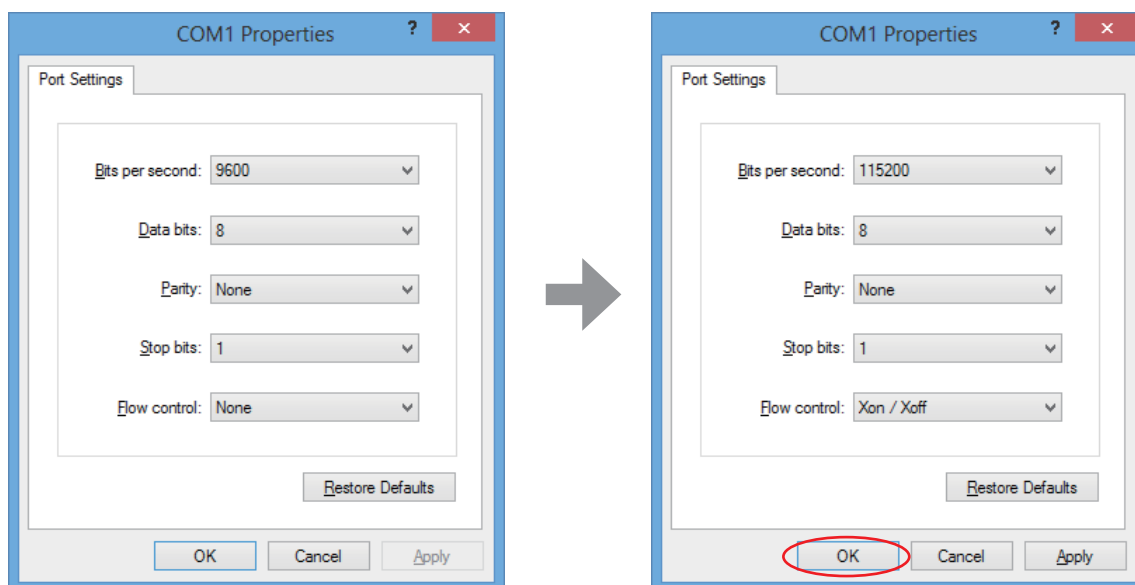 COM1 Properties
?
×
Port Settings
Bits per second: 9600
Data bits: 8
Parity: None
Stop bits: 1
Flow control: None
Restore Defaults
OK Cancel Apply
COM1 Properties
?
×
Port Settings
Bits per second: 115200
Data bits: 8
Parity: None
Stop bits: 1
Flow control: Xon / Xoff
Restore Defaults
OK Cancel Apply